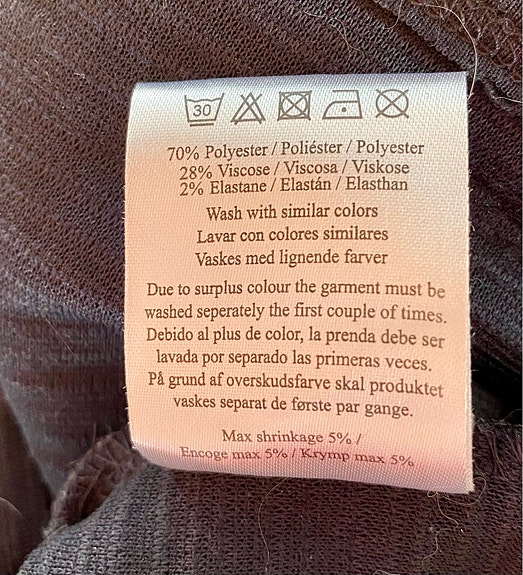 30
70% Polyester / Poliéster / Polyester
28% Viscose / Viscosa / Viskose
2% Elastane / Elastán / Elasthan
Wash with similar colors
Lavar con colores similares
Vaskes med lignende farver
Due to surplus colour the garment must be
washed seperately the first couple of times.
Debido al plus de color, la prenda debe ser
lavada por separado las primeras veces.
På grund af overskudsfarve skal produktet
vaskes separat de første par gange.
Max shrinkage 5% /
Encoge max 5% / Krymp max 5%